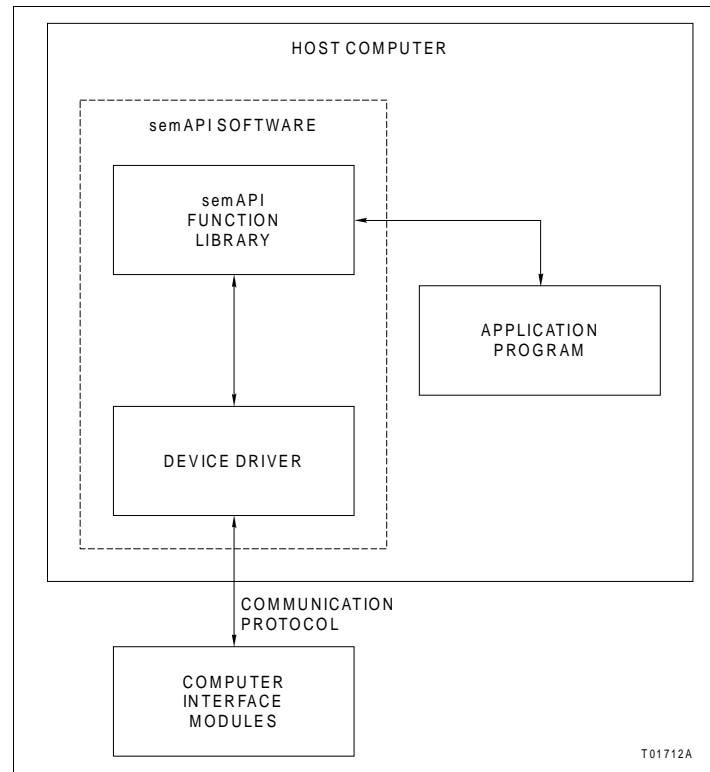 HOST COMPUTER
semAPI SOFTWARE
semAPI
FUNCTION
LIBRARY
APPLICATION
PROGRAM
DEVICE DRIVER
COMMUNICATION
PROTOCOL
COMPUTER
INTERFACE
MODULES
T01712A